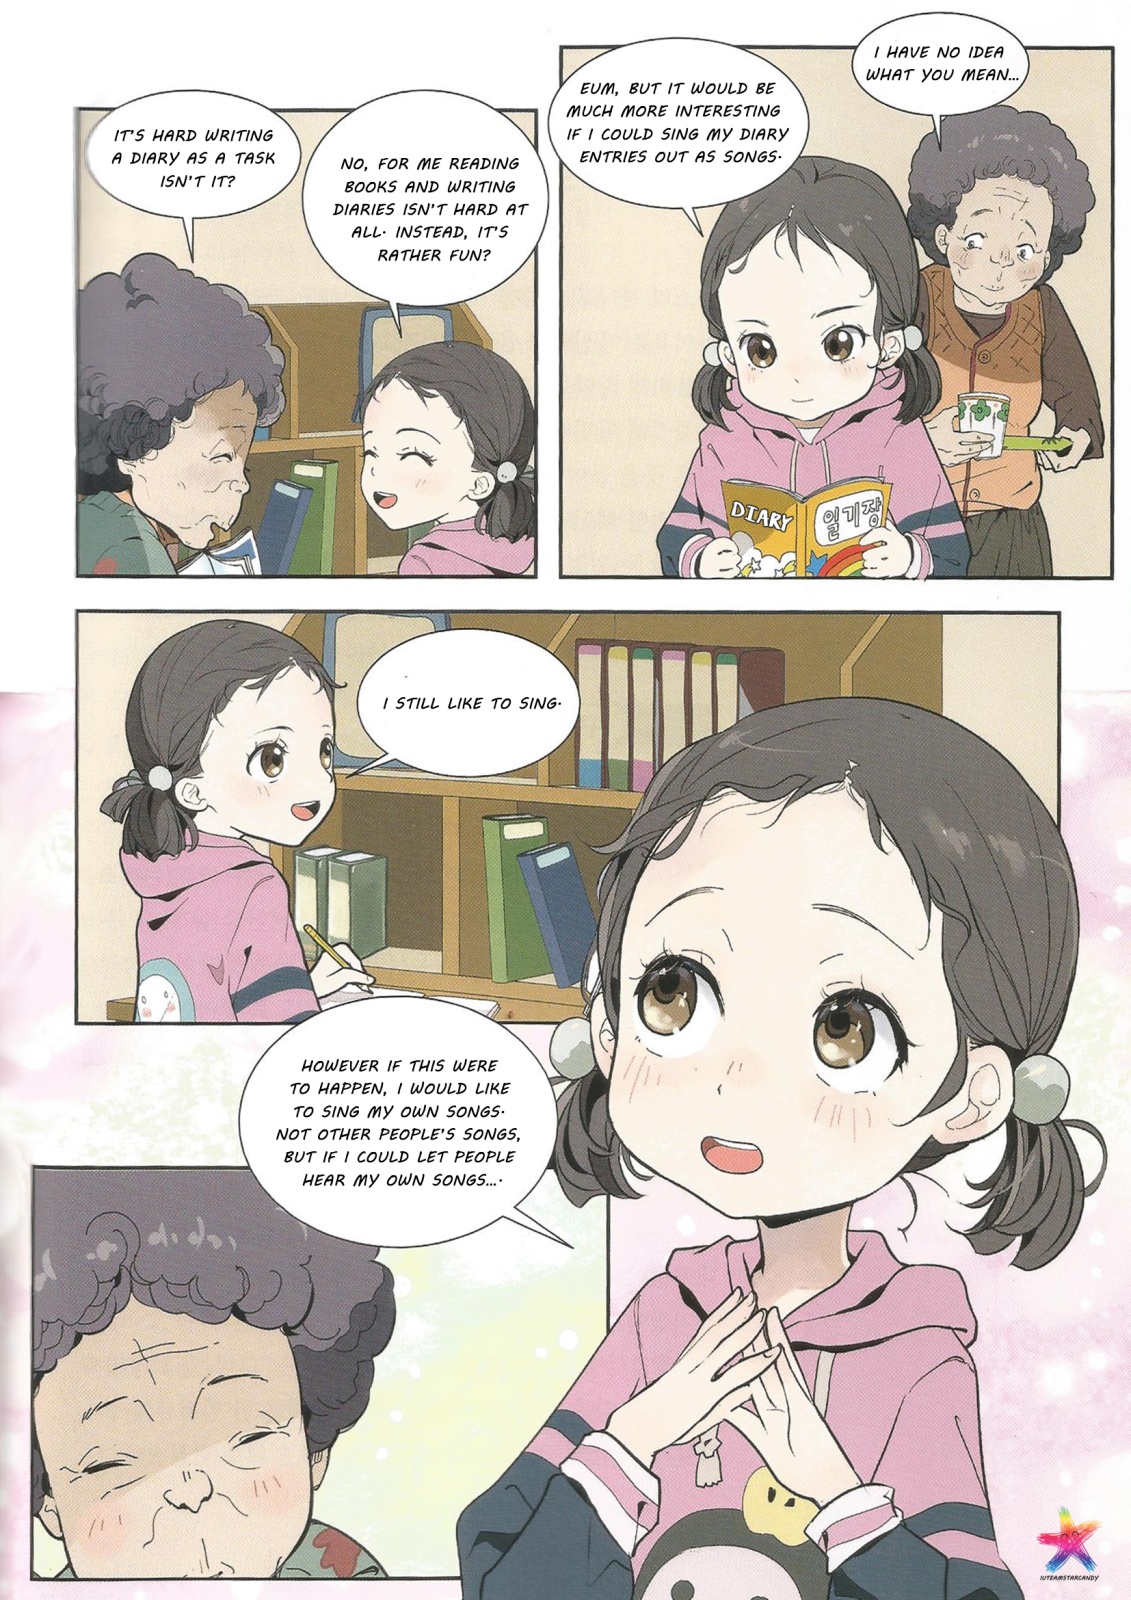 IT'S HARD WRITING
A DIARY AS A TASK
ISN'T IT?
NO, FOR ME READING
BOOKS AND WRITING
DIARIES ISN'T HARD AT
ALL. INSTEAD, IT'S
RATHER FUN?
EUM, BUT IT WOULD BE
MUCH MORE INTERESTING
IF I COULD SING MY DIARY
ENTRIES OUT AS SONGS.
I HAVE NO IDEA
WHAT YOU MEAN...
DIARY
일기장
I STILL LIKE TO SING.
HOWEVER IF THIS WERE
TO HAPPEN, I WOULD LIKE
TO SING MY OWN SONGS.
NOT OTHER PEOPLE'S SONGS,
BUT IF I COULD LET PEOPLE
HEAR MY OWN SONGS....
IUTEAMSTARCANDY